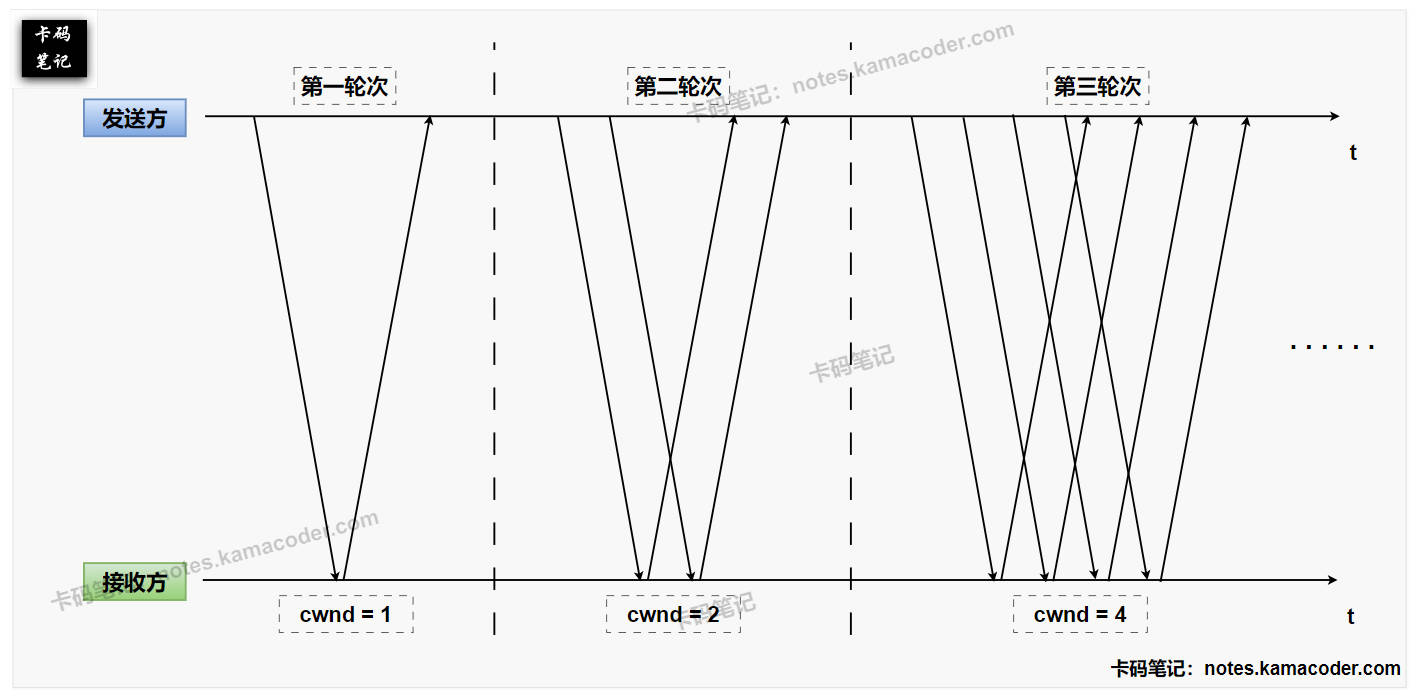 卡码
笔记
第一轮次
第二轮次
第三轮次
卡码笔记：notes.kamacoder.com
发送方
t
卡码笔记
......
卡码笔记：notes.kamacoder.com
接收方
t
cwnd = 1
cwnd = 2
cwnd = 4
卡码笔记
卡码笔记：notes.kamacoder.com